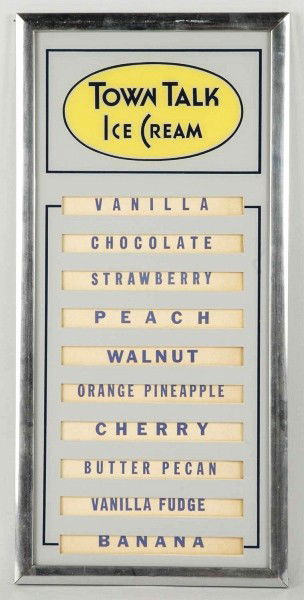 TOWN TALK
ICE CREAM
VANILLA
CHOCOLATE
STRAWBERRY
PEACH
WALNUT
ORANGE PINEAPPLE
CHERRY
BUTTER PECAN
VANILLA FUDGE
BANANA